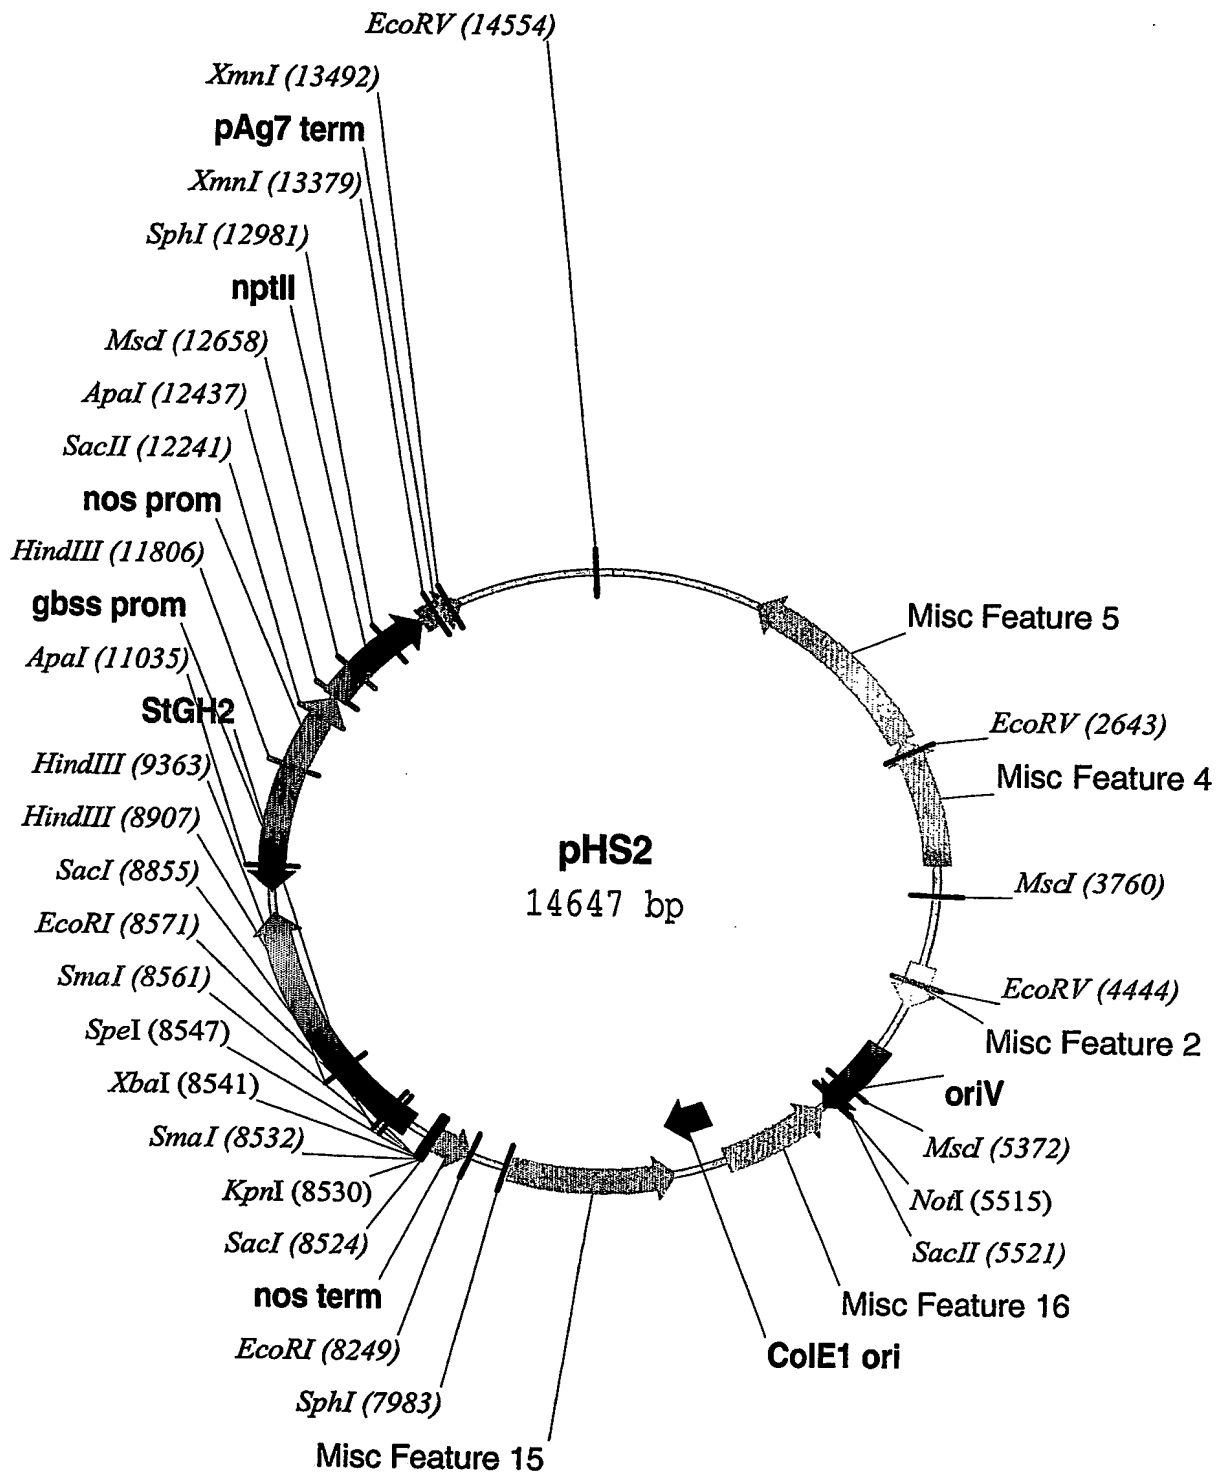 EcoRV (14554)
XmnI (13492)
pAg7 term
XmnI (13379)
SphI (12981)
nptII
MscI (12658)
ApaI (12437)
SacII (12241)
nos prom
HindIII (11806)
gbss prom
ApaI (11035)
StGH2
HindIII (9363)
HindIII (8907)
SacI (8855)
EcoRI (8571)
SmaI (8561)
SpeI (8547)
XbaI (8541)
SmaI (8532)
KpnI (8530)
SacI (8524)
nos term
EcoRI (8249)
SphI (7983)
Misc Feature 15
pHS2
14647 bp
Misc Feature 5
EcoRV (2643)
Misc Feature 4
MscI (3760)
EcoRV (4444)
Misc Feature 2
oriV
MscI (5372)
NotI (5515)
SacII (5521)
Misc Feature 16
ColE1 ori